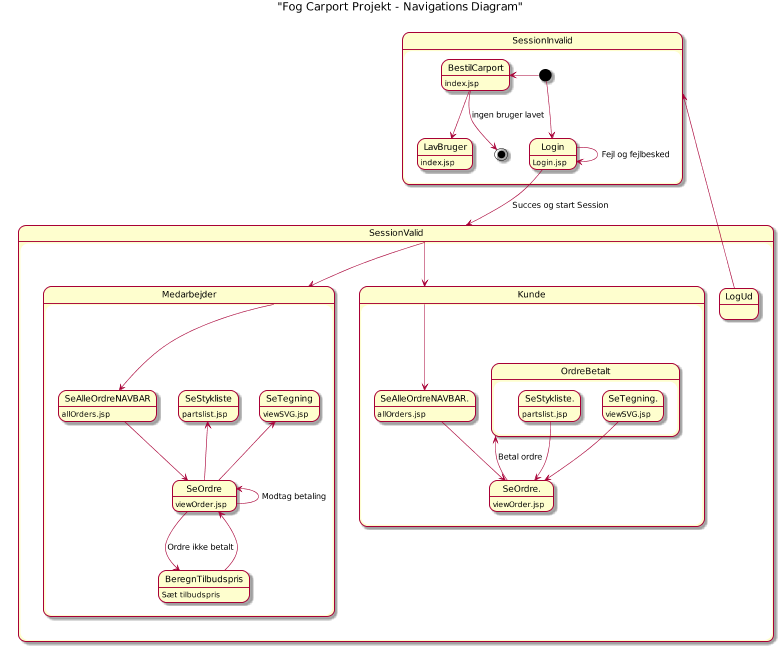 "Fog Carport Projekt - Navigations Diagram"
SessionInvalid
BestilCarport
index.jsp
ingen bruger lavet
LavBruger
index.jsp
Login
Login.jsp
Fejl og fejlbesked
Succes og start Session
SessionValid
Medarbejder
Kunde
LogUd
OrdreBetalt
SeAlleOrdreNAVBAR
allOrders.jsp
SeStykliste
partslist.jsp
SeTegning
viewSVG.jsp
SeAlleOrdreNAVBAR.
allOrders.jsp
SeStykliste.
partslist.jsp
SeTegning.
viewSVG.jsp
Betal ordre
SeOrdre
viewOrder.jsp
Modtag betaling
SeOrdre.
viewOrder.jsp
Ordre ikke betalt
BeregnTilbudspris
Sæt tilbudspris